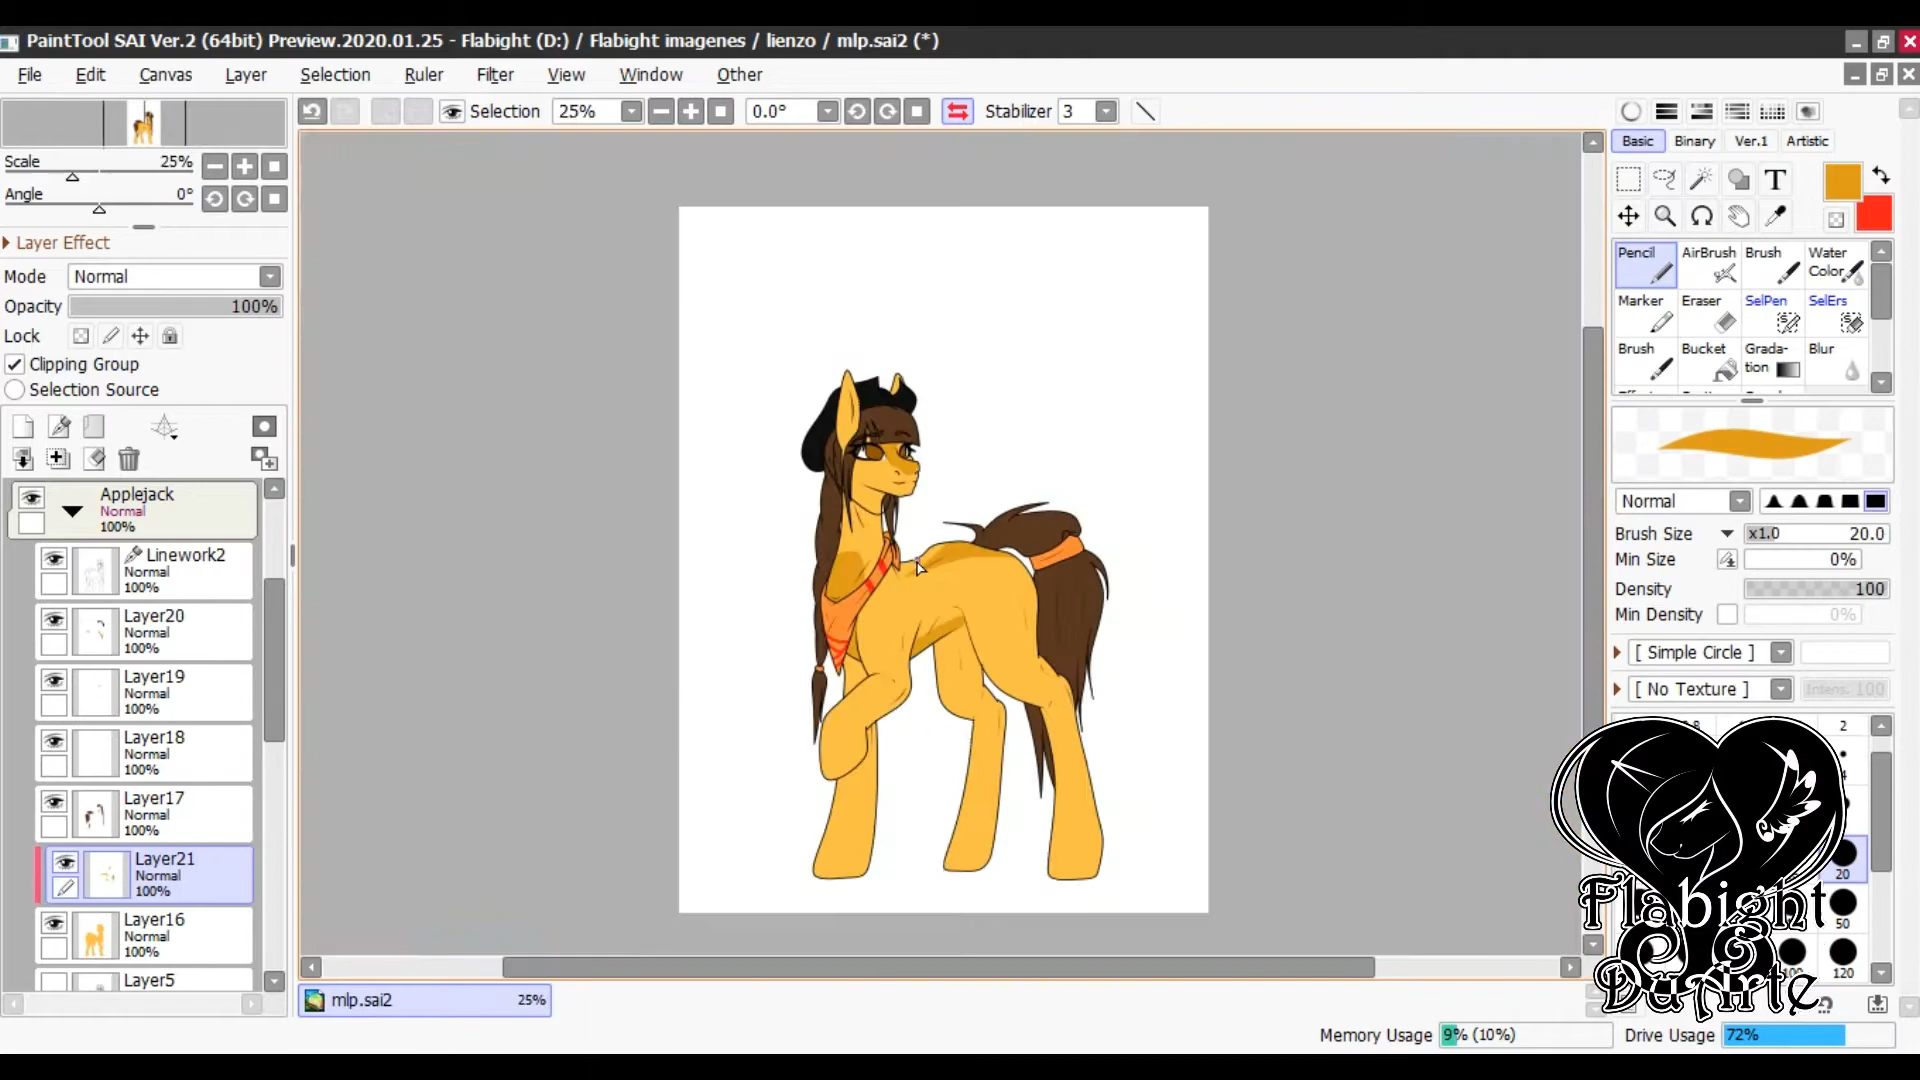 PaintTool SAI Ver.2 (64bit) Preview.2020.01.25 - Flabight (D:) / Flabight imagenes / lienzo / mlp.sai2 (*)
File Edit Canvas Layer Selection Ruler Filter View Window Other
Selection 25% 0.0° Stabilizer 3
Scale 25%
Angle 0°
Layer Effect
Mode Normal
Opacity 100%
Lock
Clipping Group
Selection Source
Applejack
Normal
100%
Linework2
Normal
100%
Layer20
Normal
100%
Layer19
Normal
100%
Layer18
Normal
100%
Layer17
Normal
100%
Layer21
Normal
100%
Layer16
Normal
100%
Layer5
mlp.sai2 25%
Basic Binary Ver.1 Artistic
T
Pencil AirBrush Brush Water Color
Marker Eraser SelPen SelErs
Brush Bucket Grada-tion Blur
Normal
Brush Size x1.0 20.0
Min Size 0%
Density 100
Min Density 0%
[ Simple Circle ]
[ No Texture ] Intens. 100
2
20
50
100 120
Flabight
DuArte
Memory Usage 9% (10%) Drive Usage 72%